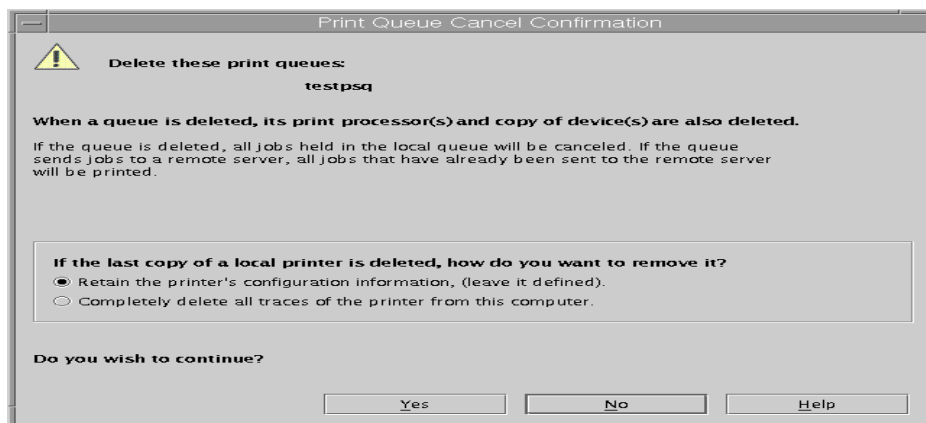 Print Queue Cancel Confirmation
Delete these print queues:
testpsq
When a queue is deleted, its print processor(s) and copy of device(s) are also deleted.
If the queue is deleted, all jobs held in the local queue will be canceled. If the queue
sends jobs to a remote server, all jobs that have already been sent to the remote server
will be printed.
If the last copy of a local printer is deleted, how do you want to remove it?
Retain the printer's configuration information, (leave it defined).
Completely delete all traces of the printer from this computer.
Do you wish to continue?
Yes No Help